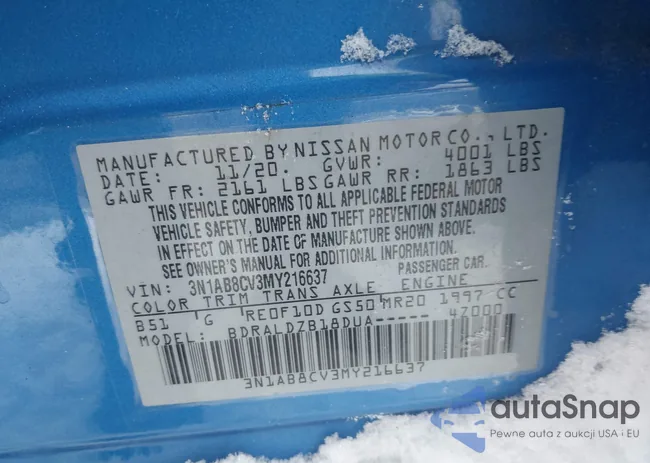 MANUFACTURED BY NISSAN MOTOR CO., LTD.
DATE: 11/20. GVWR: 4001 LBS
GAWR FR: 2161 LBS GAWR RR: 1863 LBS
THIS VEHICLE CONFORMS TO ALL APPLICABLE FEDERAL MOTOR
VEHICLE SAFETY, BUMPER AND THEFT PREVENTION STANDARDS
IN EFFECT ON THE DATE OF MANUFACTURE SHOWN ABOVE.
SEE OWNER'S MANUAL FOR ADDITIONAL INFORMATION.
VIN: 3N1AB8CV3MY216637 PASSENGER CAR.
COLOR TRIM TRANS AXLE ENGINE
B51 G RE0F10D GS50 MR20 1997 CC
MODEL: BDRALDZB18DUA----- 47000
3N1AB8CV3MY216637
autaSnap
Pewne auta z aukcji USA i EU